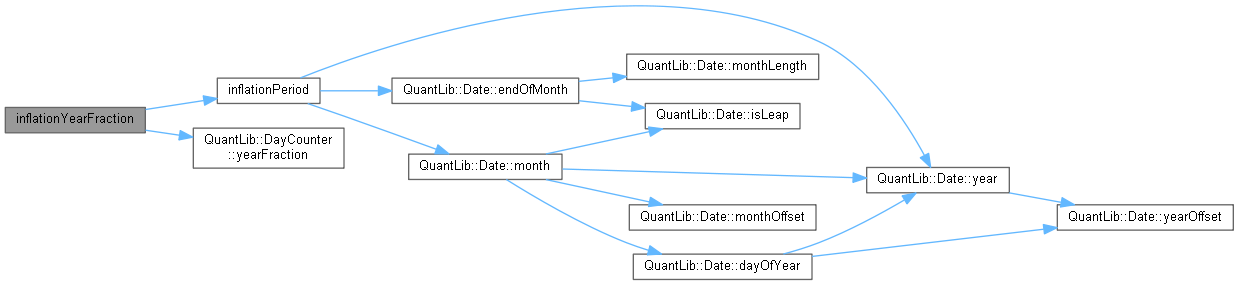 inflationYearFraction
inflationPeriod
QuantLib::DayCounter
::yearFraction
QuantLib::Date::endOfMonth
QuantLib::Date::month
QuantLib::Date::monthLength
QuantLib::Date::isLeap
QuantLib::Date::monthOffset
QuantLib::Date::dayOfYear
QuantLib::Date::year
QuantLib::Date::yearOffset